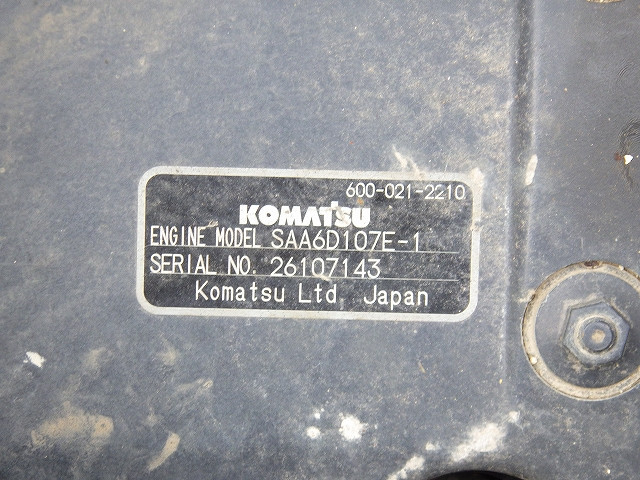 600-021-2210
KOMATSU
ENGINE MODEL SAA6D107E-1
SERIAL NO. 26107143
Komatsu Ltd. Japan